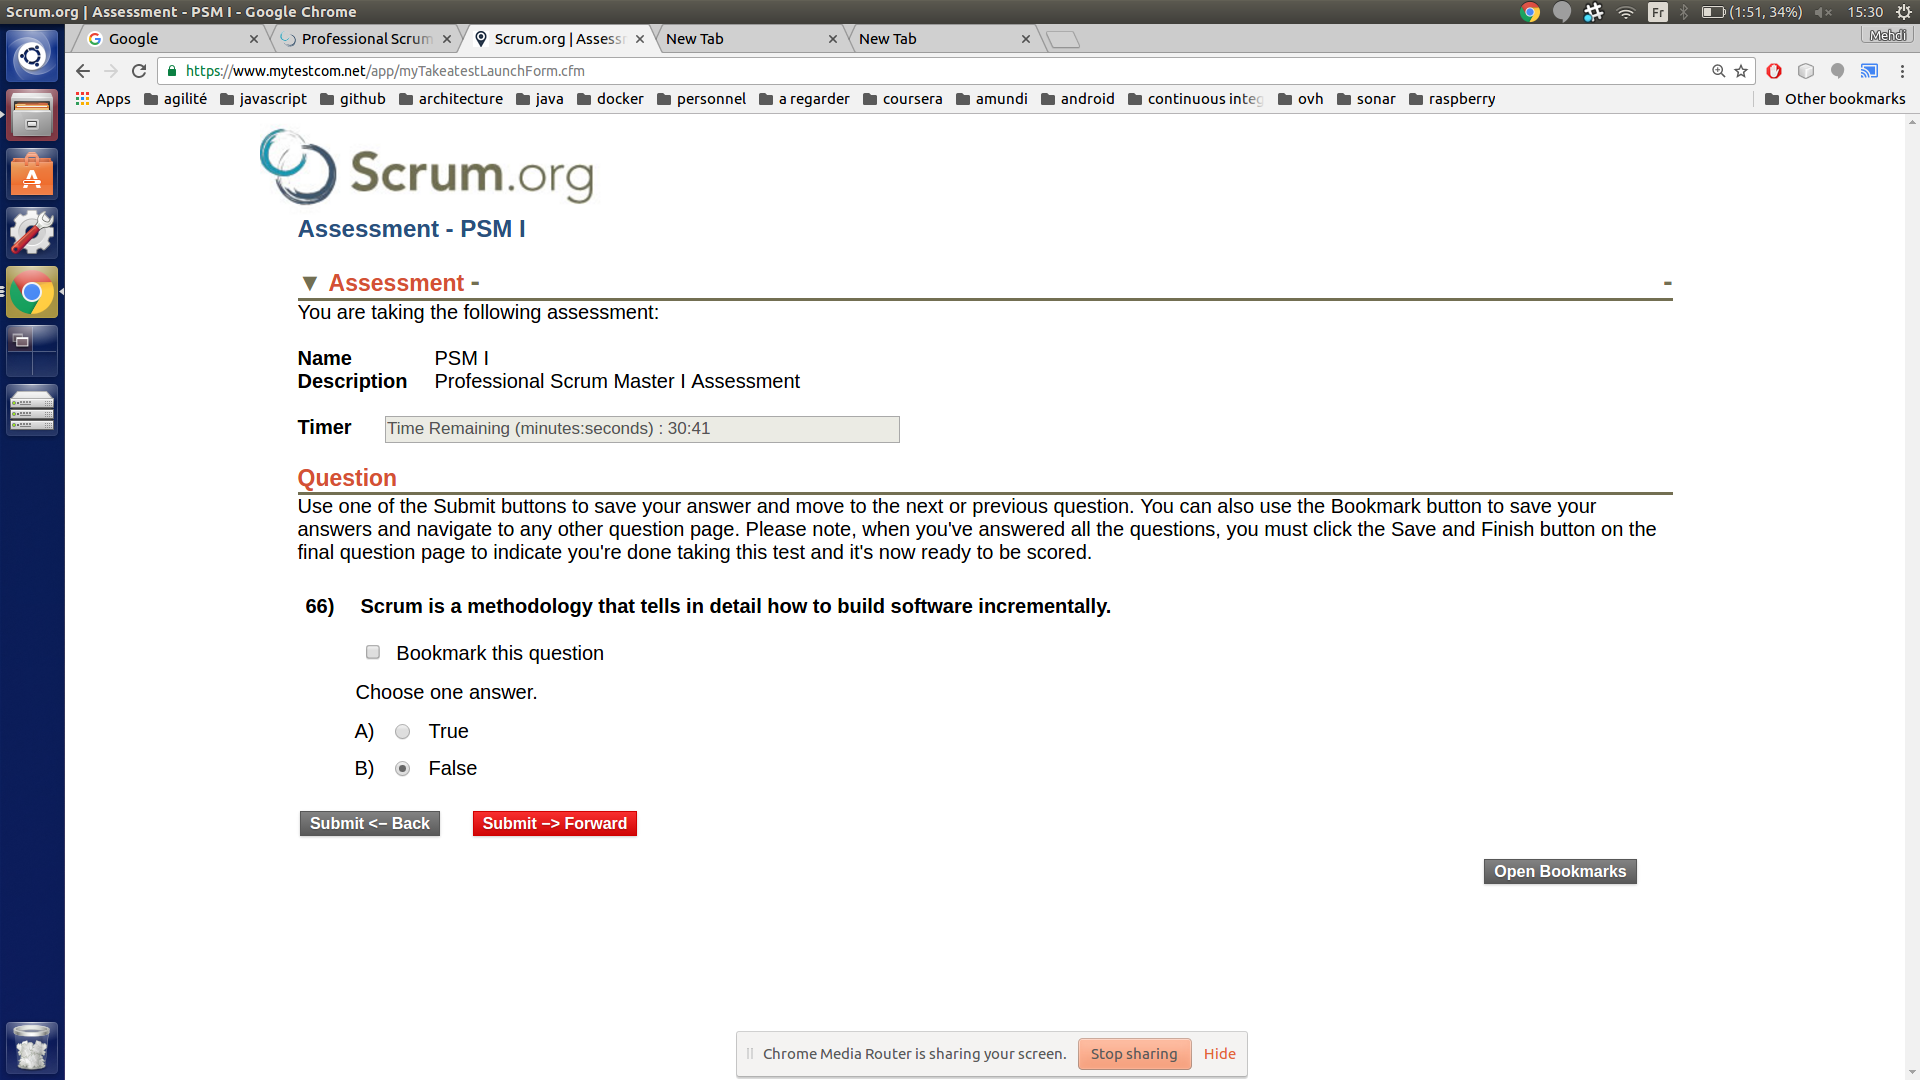 Scrum.org | Assessment - PSM I - Google Chrome
Fr
(1:51, 34%)
15:30
Google
Professional Scrum
Scrum.org | Assess
New Tab
New Tab
Mehdi
https://www.mytestcom.net/app/myTakeatestLaunchForm.cfm
Apps agilité javascript github architecture java docker personnel a regarder coursera amundi android continuous integ ovh sonar raspberry Other bookmarks
Scrum.org
Assessment - PSM I
▼ Assessment - -
You are taking the following assessment:
Name PSM I
Description Professional Scrum Master I Assessment
Timer Time Remaining (minutes:seconds) : 30:41
Question
Use one of the Submit buttons to save your answer and move to the next or previous question. You can also use the Bookmark button to save your
answers and navigate to any other question page. Please note, when you've answered all the questions, you must click the Save and Finish button on the
final question page to indicate you're done taking this test and it's now ready to be scored.
66) Scrum is a methodology that tells in detail how to build software incrementally.
Bookmark this question
Choose one answer.
A) True
B) False
Submit <– Back Submit –> Forward
Open Bookmarks
Chrome Media Router is sharing your screen. Stop sharing Hide